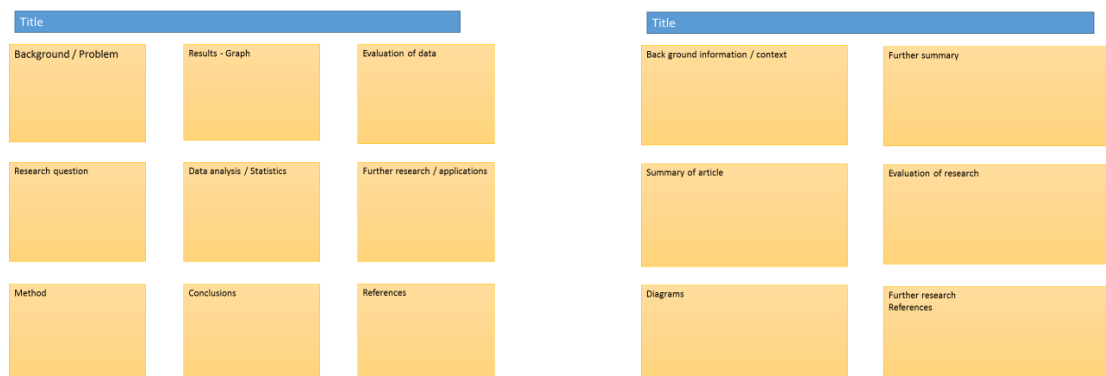 Title
Background / Problem
Results - Graph
Evaluation of data
Research question
Data analysis / Statistics
Further research / applications
Method
Conclusions
References
Title
Back ground information / context
Further summary
Summary of article
Evaluation of research
Diagrams
Further research
References